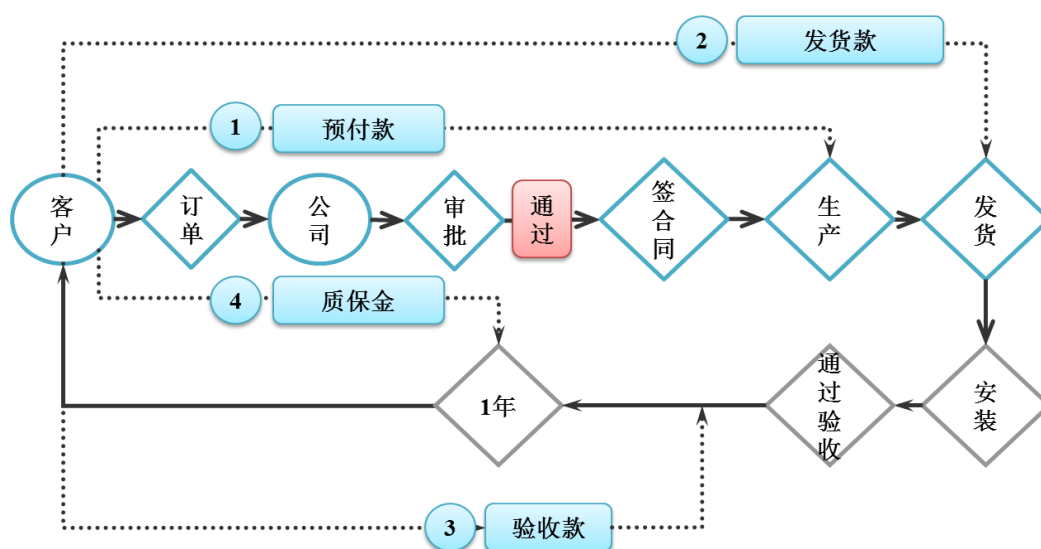 2 发货款
1 预付款
客户
订单
公司
审批
通过
签合同
生产
发货
4 质保金
1年
通过验收
安装
3 验收款